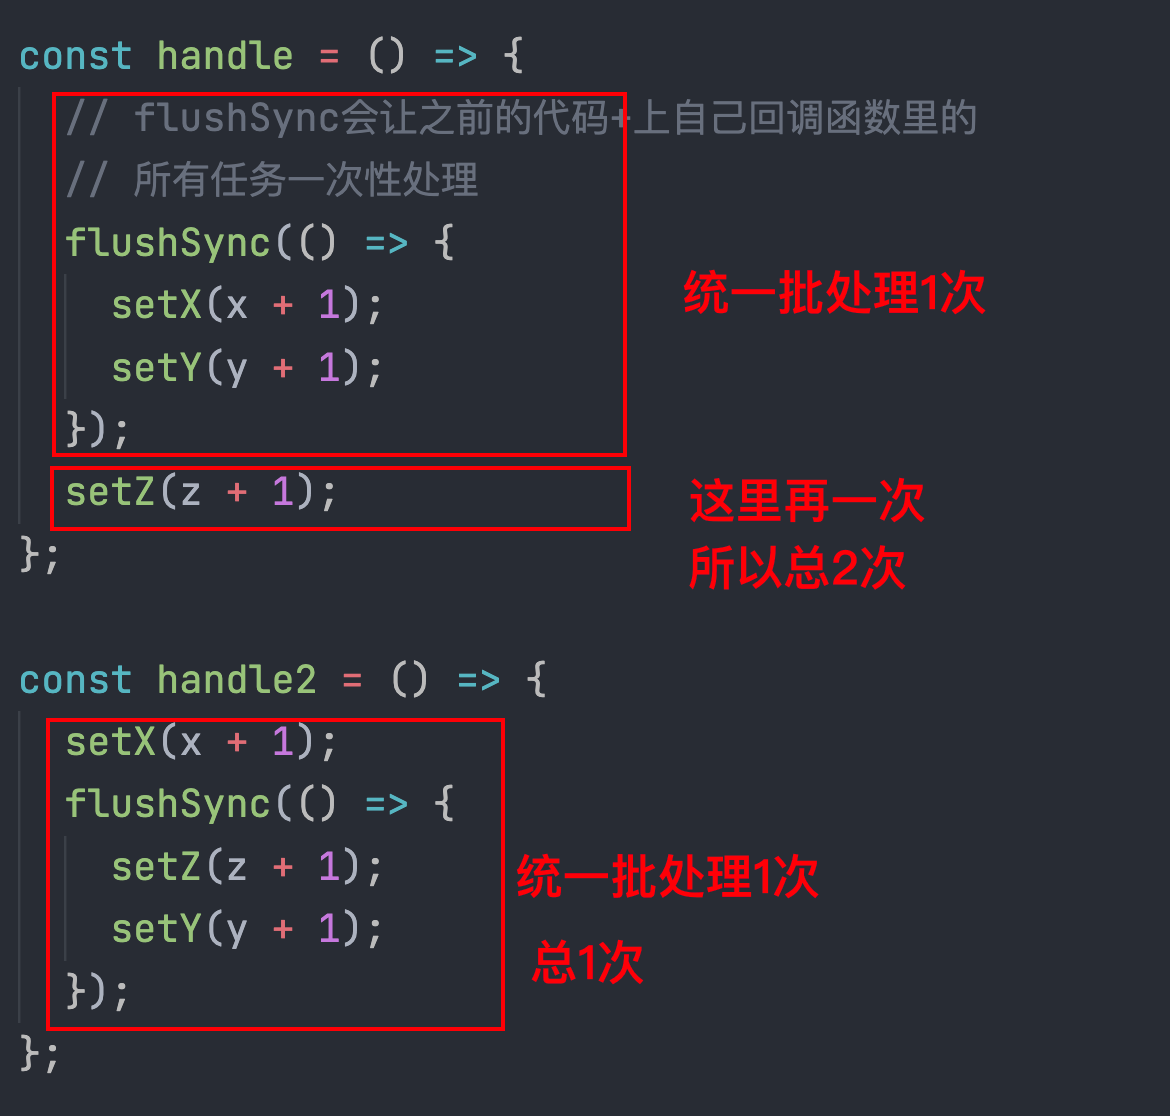 const handle = () => {
// flushSync会让之前的代码+上自己回调函数里的
// 所有任务一次性处理
flushSync(() => {
setX(x + 1);
统一批处理1次
setY(y + 1);
});
setZ(z + 1);
这里再一次
};
所以总2次
const handle2 = () => {
setX(x + 1);
flushSync(() => {
setZ(z + 1);
统一批处理1次
setY(y + 1);
总1次
});
};